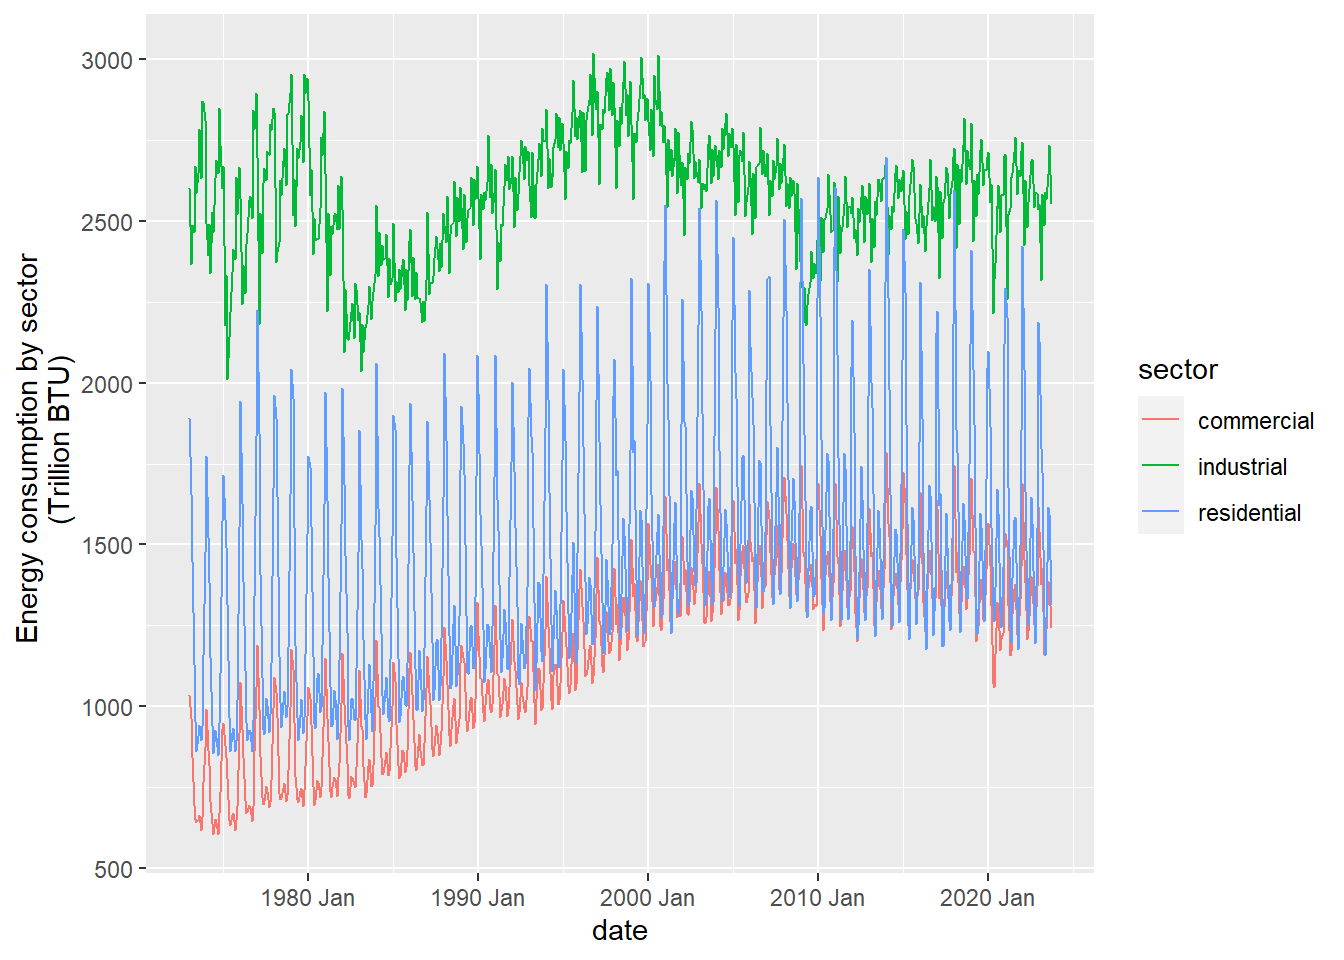 Energy consumption by sector
(Trillion BTU)
3000
2500
2000
1500
1000
500
1980 Jan
1990 Jan
2000 Jan
2010 Jan
2020 Jan
date
sector
commercial
industrial
residential